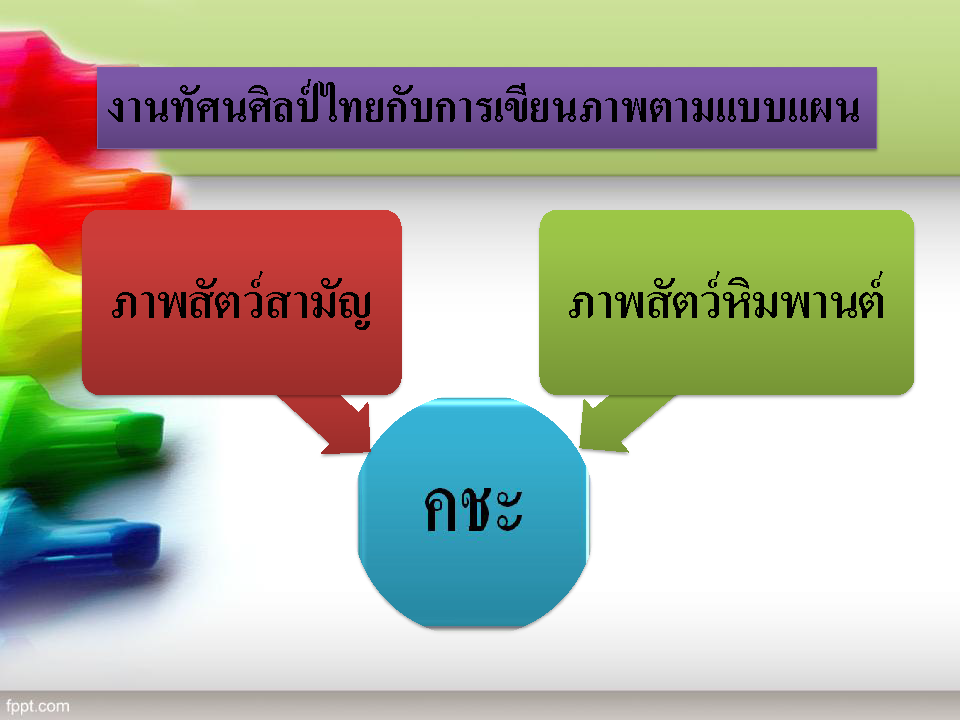 งานทัศนศิลป์ไทยกับการเขียนภาพตามแบบแผน
ภาพสัตว์สามัญ
ภาพสัตว์หิมพานต์
คชะ
fppt.com